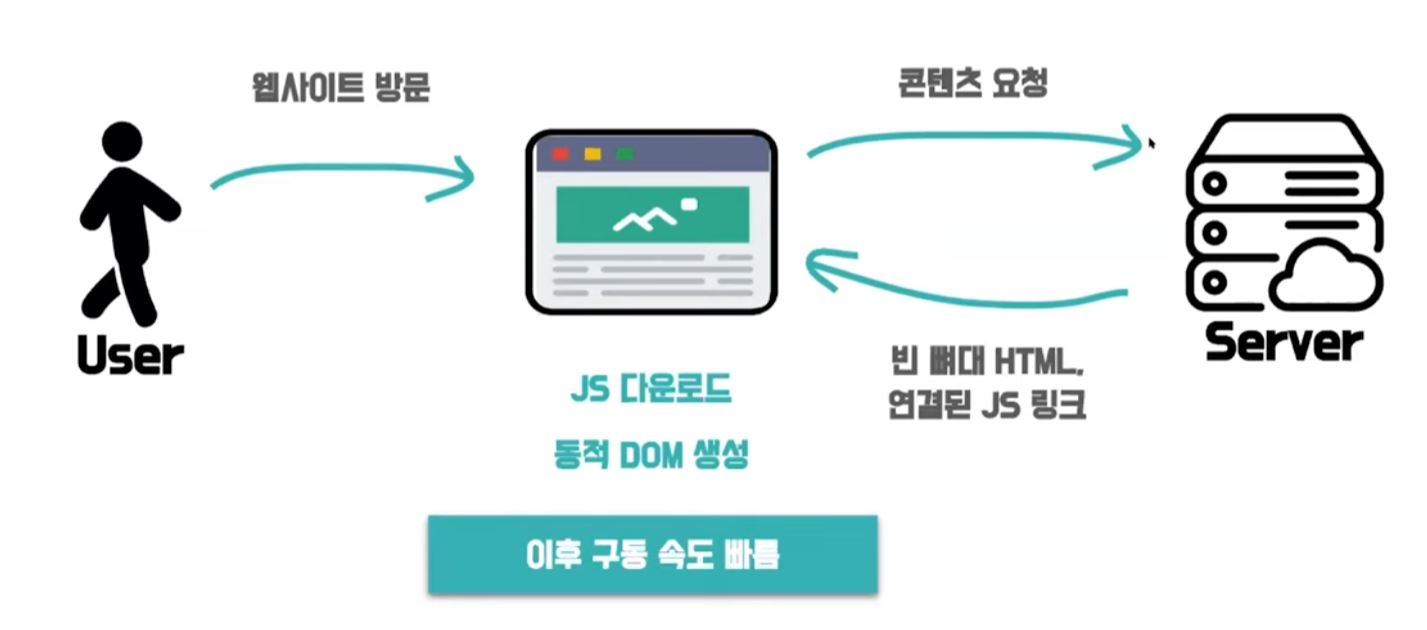 웹사이트 방문
콘텐츠 요청
User
Server
빈 뼈대 HTML,
연결된 JS 링크
JS 다운로드
동적 DOM 생성
이후 구동 속도 빠름